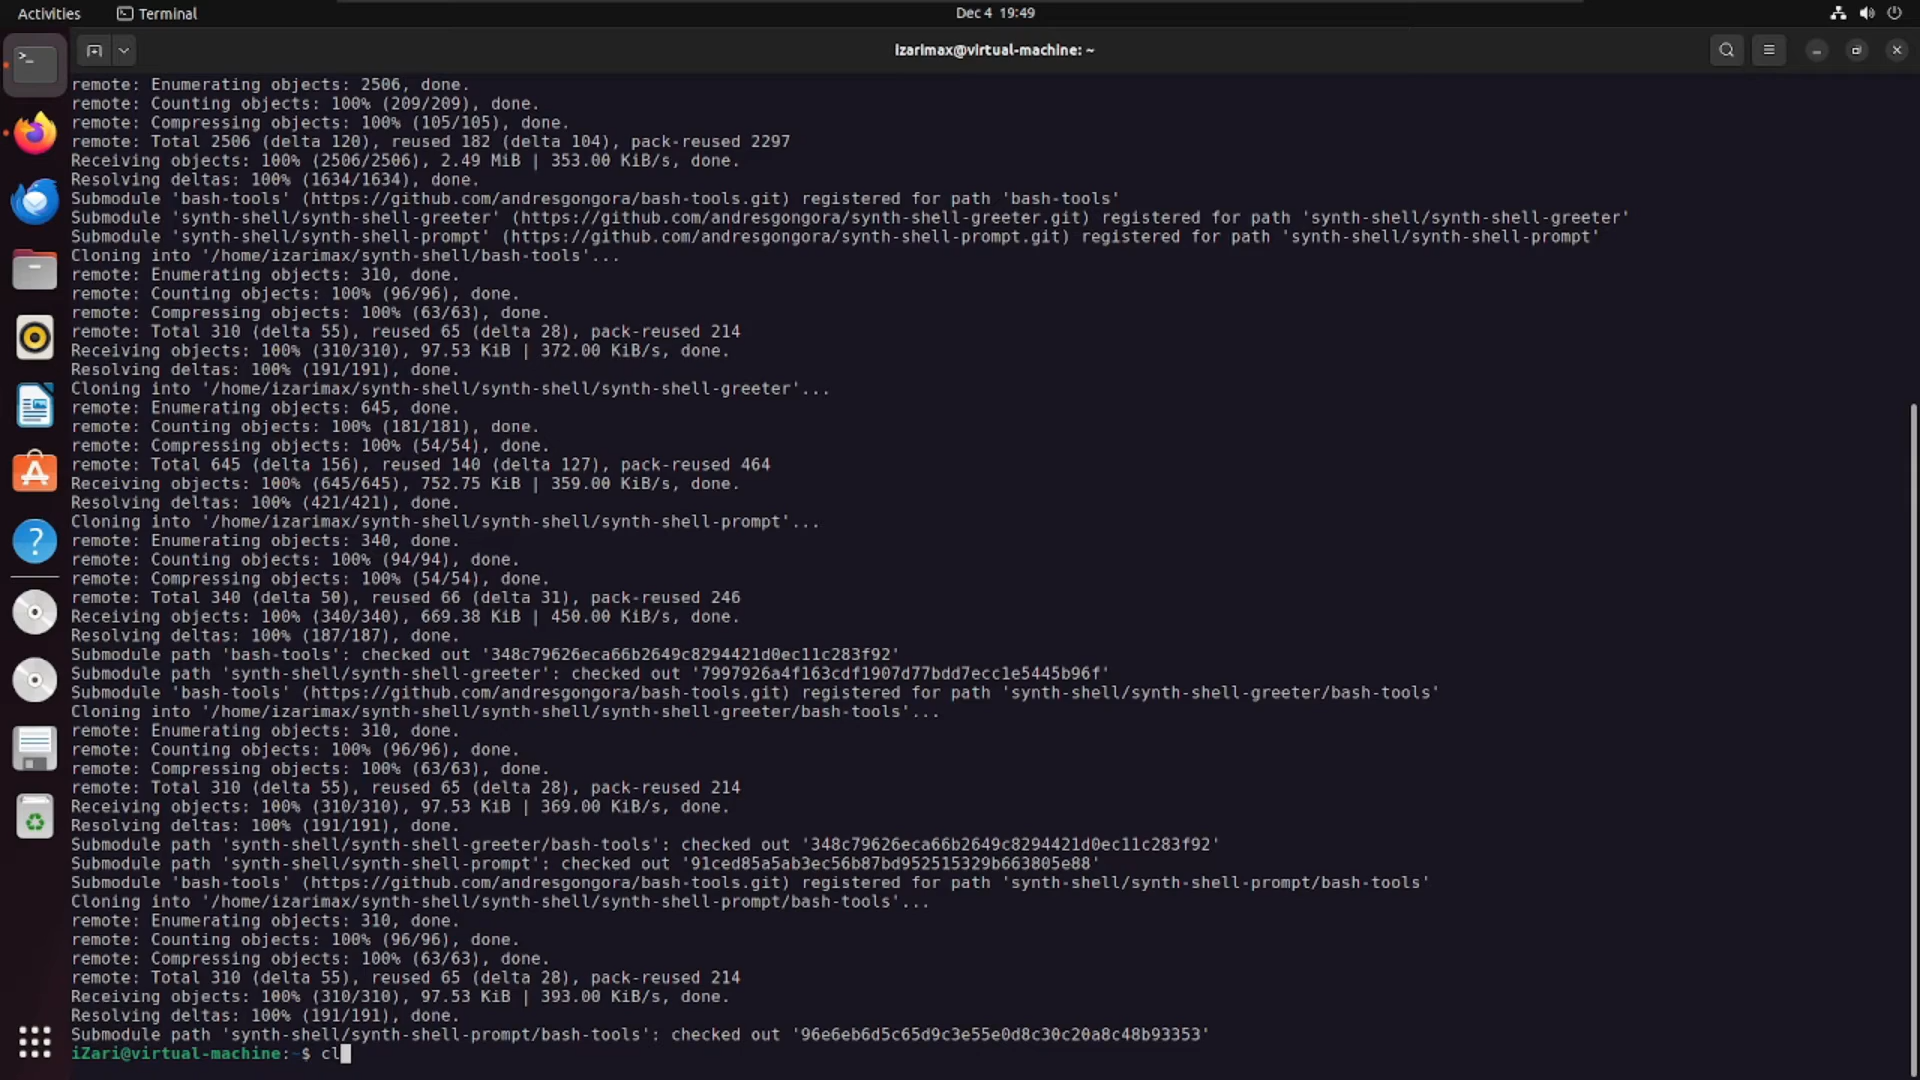 Activities
Terminal
Dec 4 19:49
izarimax@virtual-machine: ~
remote: Enumerating objects: 2506, done.
remote: Counting objects: 100% (209/209), done.
remote: Compressing objects: 100% (105/105), done.
remote: Total 2506 (delta 120), reused 182 (delta 104), pack-reused 2297
Receiving objects: 100% (2506/2506), 2.49 MiB | 353.00 KiB/s, done.
Resolving deltas: 100% (1634/1634), done.
Submodule 'bash-tools' (https://github.com/andresgongora/bash-tools.git) registered for path 'bash-tools'
Submodule 'synth-shell/synth-shell-greeter' (https://github.com/andresgongora/synth-shell-greeter.git) registered for path 'synth-shell/synth-shell-greeter'
Submodule 'synth-shell/synth-shell-prompt' (https://github.com/andresgongora/synth-shell-prompt.git) registered for path 'synth-shell/synth-shell-prompt'
Cloning into '/home/izarimax/synth-shell/bash-tools'...
remote: Enumerating objects: 310, done.
remote: Counting objects: 100% (96/96), done.
remote: Compressing objects: 100% (63/63), done.
remote: Total 310 (delta 55), reused 65 (delta 28), pack-reused 214
Receiving objects: 100% (310/310), 97.53 KiB | 372.00 KiB/s, done.
Resolving deltas: 100% (191/191), done.
Cloning into '/home/izarimax/synth-shell/synth-shell/synth-shell-greeter'...
remote: Enumerating objects: 645, done.
remote: Counting objects: 100% (181/181), done.
remote: Compressing objects: 100% (54/54), done.
remote: Total 645 (delta 156), reused 140 (delta 127), pack-reused 464
Receiving objects: 100% (645/645), 752.75 KiB | 359.00 KiB/s, done.
Resolving deltas: 100% (421/421), done.
Cloning into '/home/izarimax/synth-shell/synth-shell/synth-shell-prompt'...
remote: Enumerating objects: 340, done.
remote: Counting objects: 100% (94/94), done.
remote: Compressing objects: 100% (54/54), done.
remote: Total 340 (delta 50), reused 66 (delta 31), pack-reused 246
Receiving objects: 100% (340/340), 669.38 KiB | 450.00 KiB/s, done.
Resolving deltas: 100% (187/187), done.
Submodule path 'bash-tools': checked out '348c79626eca66b2649c8294421d0ec11c283f92'
Submodule path 'synth-shell/synth-shell-greeter': checked out '7997926a4f163cdf1907d77bdd7ecc1e5445b96f'
Submodule 'bash-tools' (https://github.com/andresgongora/bash-tools.git) registered for path 'synth-shell/synth-shell-greeter/bash-tools'
Cloning into '/home/izarimax/synth-shell/synth-shell/synth-shell-greeter/bash-tools'...
remote: Enumerating objects: 310, done.
remote: Counting objects: 100% (96/96), done.
remote: Compressing objects: 100% (63/63), done.
remote: Total 310 (delta 55), reused 65 (delta 28), pack-reused 214
Receiving objects: 100% (310/310), 97.53 KiB | 369.00 KiB/s, done.
Resolving deltas: 100% (191/191), done.
Submodule path 'synth-shell/synth-shell-greeter/bash-tools': checked out '348c79626eca66b2649c8294421d0ec11c283f92'
Submodule path 'synth-shell/synth-shell-prompt': checked out '91ced85a5ab3ec56b87bd952515329b663805e88'
Submodule 'bash-tools' (https://github.com/andresgongora/bash-tools.git) registered for path 'synth-shell/synth-shell-prompt/bash-tools'
Cloning into '/home/izarimax/synth-shell/synth-shell/synth-shell-prompt/bash-tools'...
remote: Enumerating objects: 310, done.
remote: Counting objects: 100% (96/96), done.
remote: Compressing objects: 100% (63/63), done.
remote: Total 310 (delta 55), reused 65 (delta 28), pack-reused 214
Receiving objects: 100% (310/310), 97.53 KiB | 393.00 KiB/s, done.
Resolving deltas: 100% (191/191), done.
Submodule path 'synth-shell/synth-shell-prompt/bash-tools': checked out '96e6eb6d5c65d9c3e55e0d8c30c20a8c48b93353'
iZari@virtual-machine:~$ cl